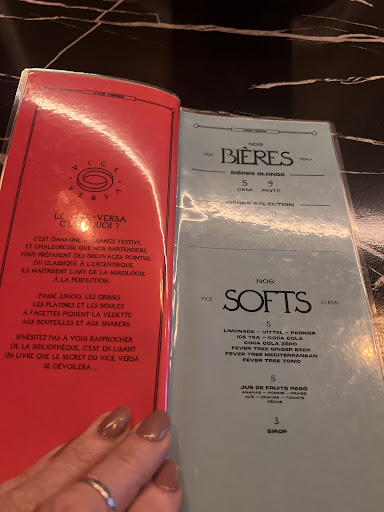 VICE VERSA
VICE
VERSA
LE VICE-VERSA
C'EST QUOI ?
C'EST DANS UNE AMBIANCE FESTIVE,
ET CHALEUREUSE, QUE NOS BARTENDERS,
VOUS PRÉPARENT DES BREUVAGES POINTUS.
DU CLASSIQUE À L'EXCENTRIQUE,
ILS MAÎTRISENT L'ART DE LA MIXOLOGIE
À LA PERFECTION.
PASSÉ 23H00, LES DRINKS
LES PLATINES ET LES BOULES
À FACETTES PIQUENT LA VEDETTE
AUX BOUTEILLES ET AUX SHAKERS.
N'HÉSITEZ PAS À VOUS RAPPROCHER
DE LA BIBLIOTHÈQUE, C'EST EN LISANT
UN LIVRE QUE LE SECRET DU VICE VERSA
SE DÉVOILERA ...
VICE VERSA
NOS
VICE BIÈRES VERSA
BIÈRES BLONDE
5 9
DEMI PINTE
BIÈRES SÉLECTION
NOS
VICE SOFTS VERSA
5
LIMONADE – VITTEL – PERRIER
ICE TEA – COCA COLA
COCA COLA ZÉRO
FEVER TREE GINGER BEER
FEVER TREE MEDITERRANEAN
FEVER TREE TONIC
5
JUS DE FRUITS PAGO
ANANAS – POMME – FRAISE
ACE – ORANGE – TOMATE
PÊCHE
3
SIROP